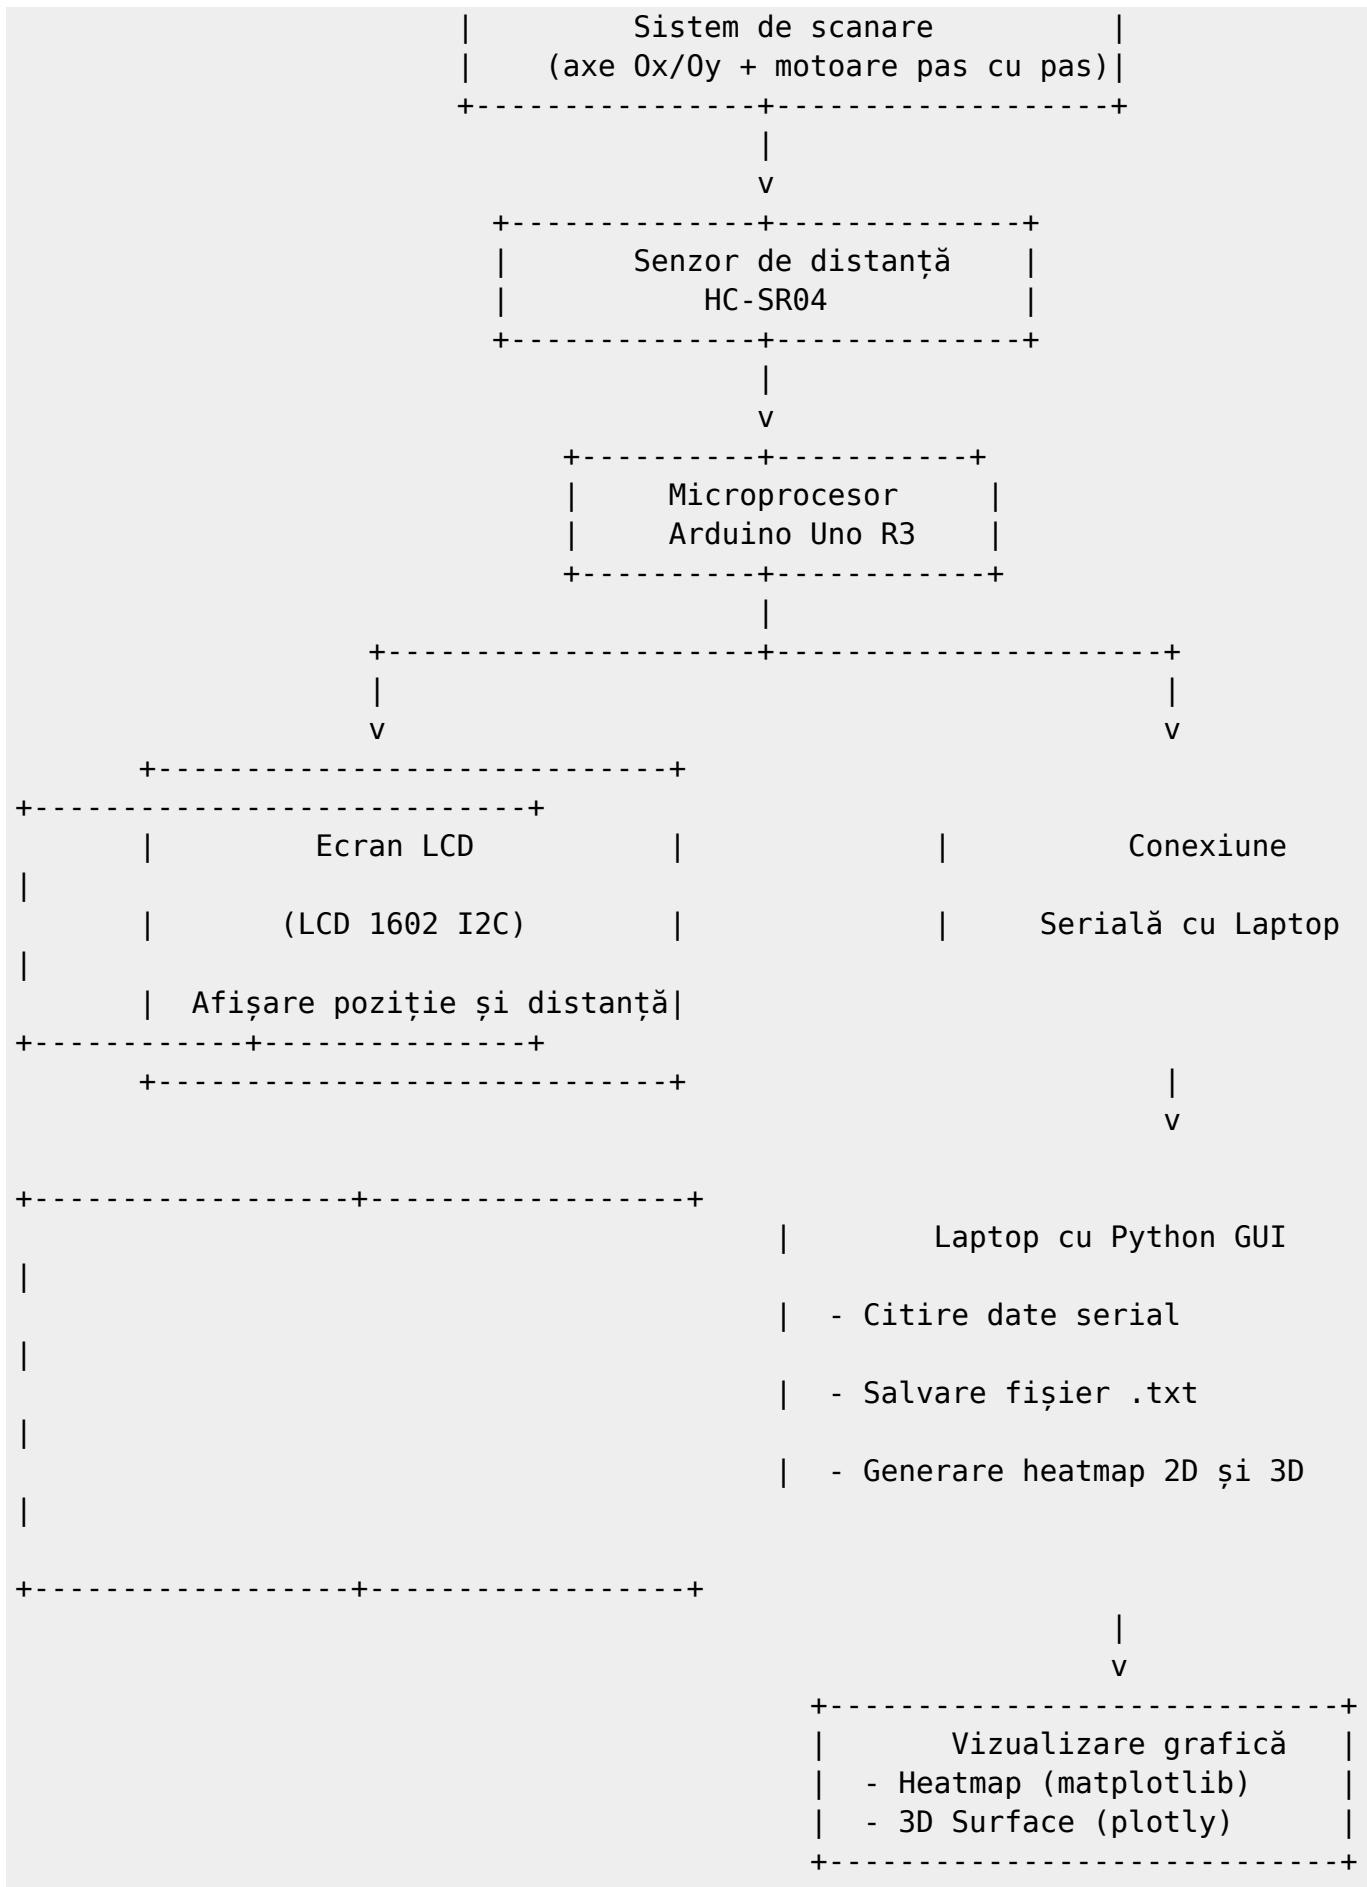 Sistem de scanare
(axe Ox/Oy + motoare pas cu pas)
v
Senzor de distanță
HC-SR04
v
Microprocesor
Arduino Uno R3
v v
Ecran LCD Conexiune
(LCD 1602 I2C) Serială cu Laptop
Afișare poziție și distanță
v
Laptop cu Python GUI
- Citire date serial
- Salvare fișier .txt
- Generare heatmap 2D și 3D
v
Vizualizare grafică
- Heatmap (matplotlib)
- 3D Surface (plotly)